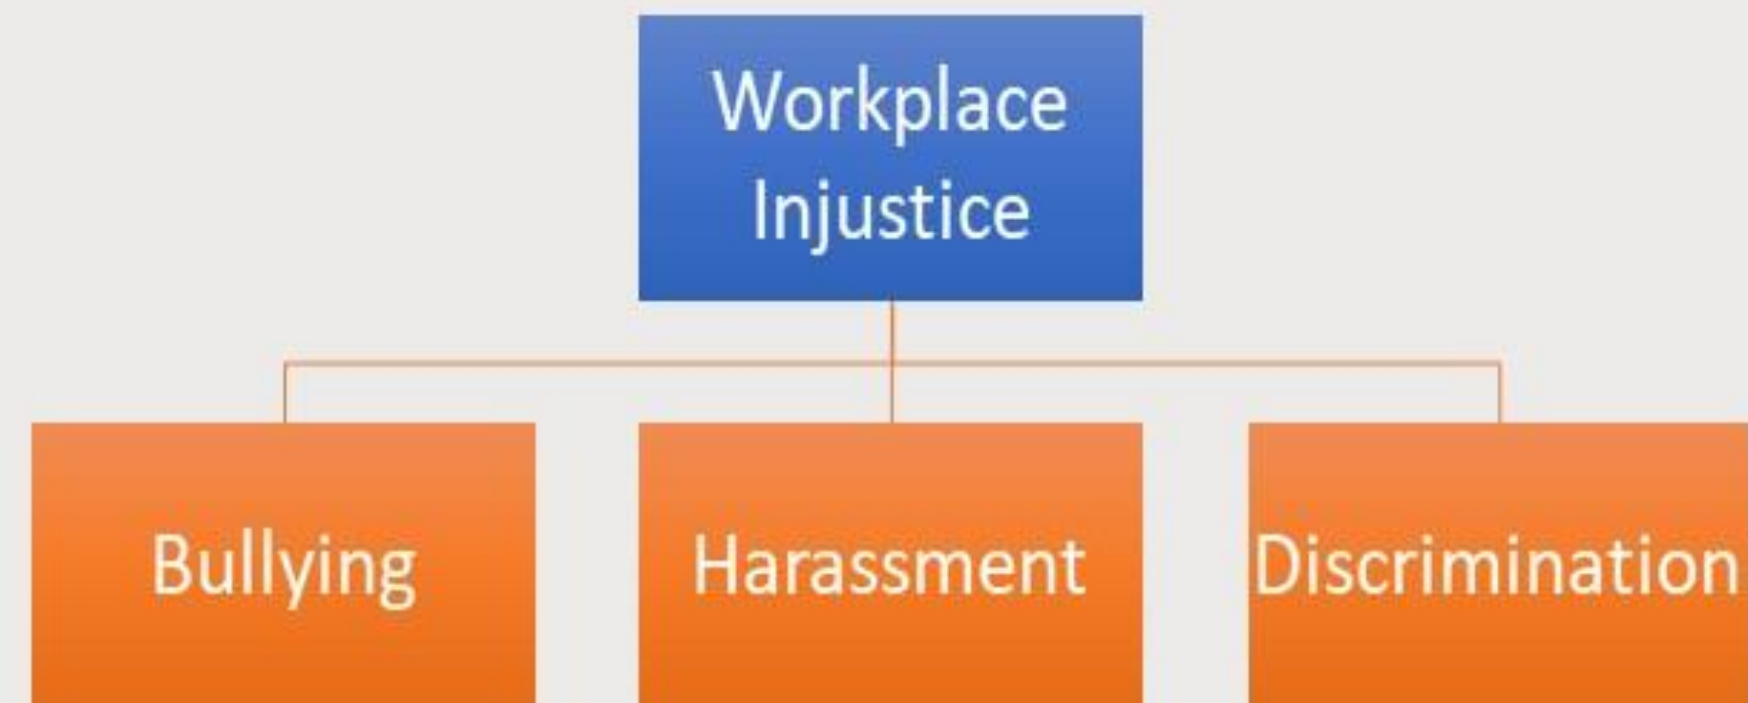 Workplace
Injustice
Bullying
Harassment
Discrimination